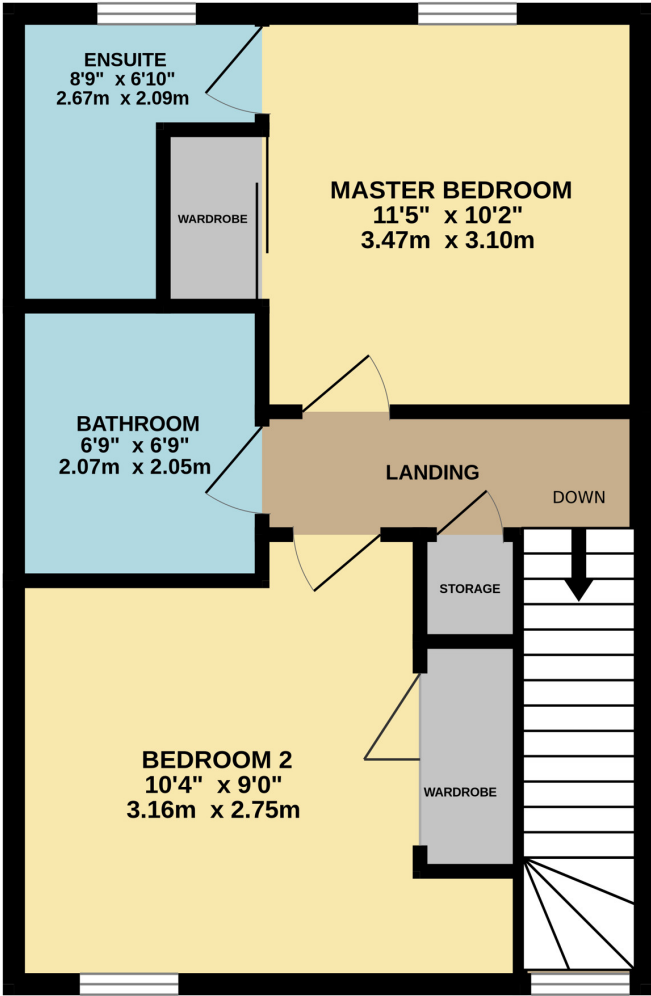 ENSUITE
8'9" x 6'10"
2.67m x 2.09m
WARDROBE
MASTER BEDROOM
11'5" x 10'2"
3.47m x 3.10m
BATHROOM
6'9" x 6'9"
2.07m x 2.05m
LANDING
DOWN
STORAGE
BEDROOM 2
10'4" x 9'0"
3.16m x 2.75m
WARDROBE